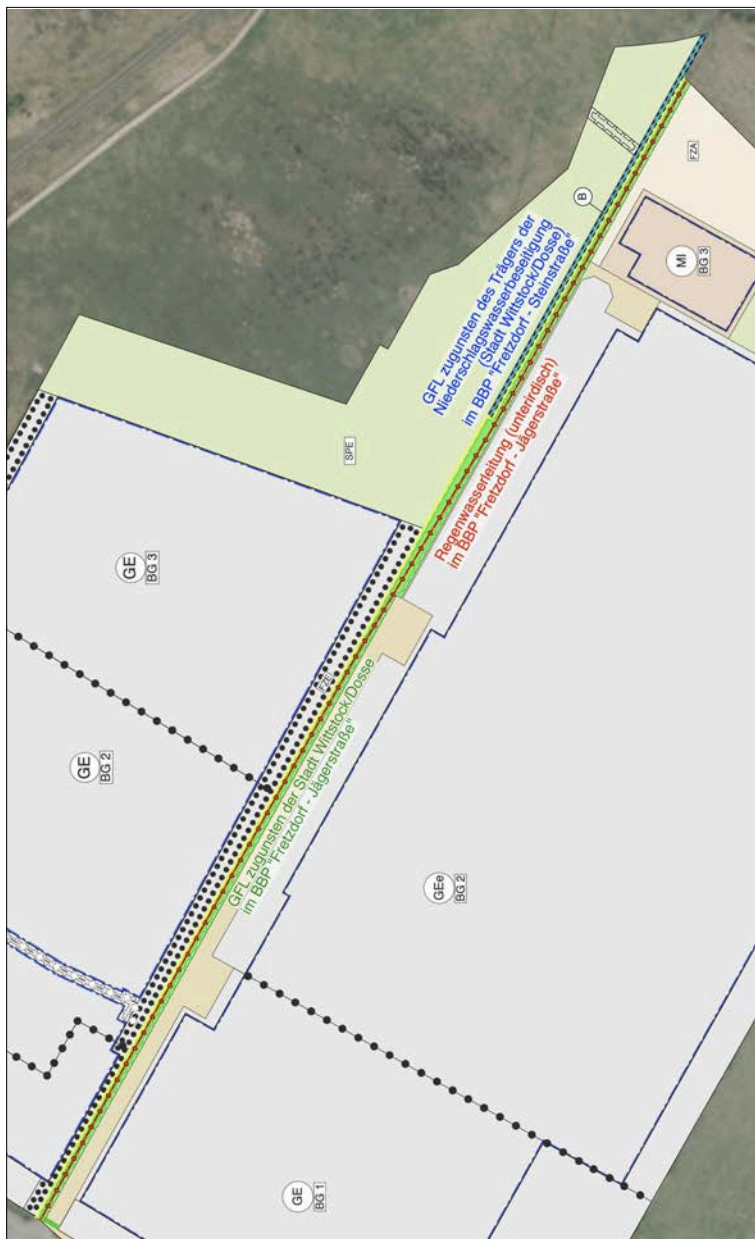 GE
BG 3
GE
BG 2
SPE
FZE
GFL zugunsten des Trägers der
Niederschlagswasserbeseitigung
(Stadt Wittstock/Dosse)
im BBP "Fretzdorf - Steinstraße"
B
FZA
MI
BG 3
Regenwasserleitung (unterirdisch)
im BBP "Fretzdorf - Jägerstraße"
GFL zugunsten der Stadt Wittstock/Dosse
im BBP "Fretzdorf - Jägerstraße"
GEe
BG 2
GE
BG 1